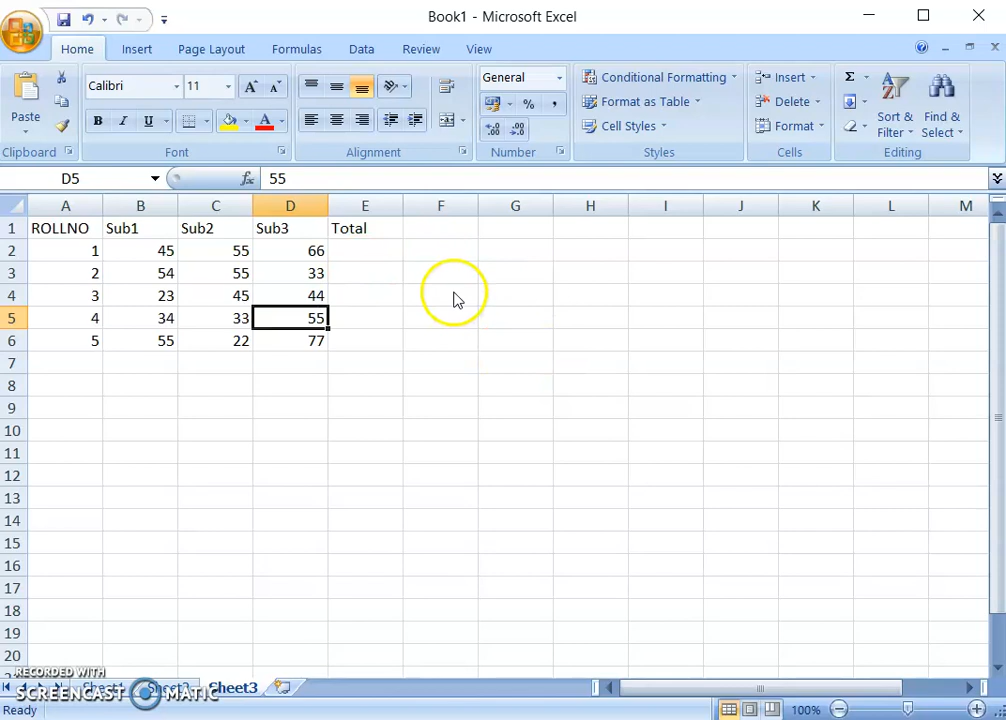 Book1 - Microsoft Excel
Home Insert Page Layout Formulas Data Review View
Paste
Calibri 11
B I U A
General
%
Conditional Formatting
Format as Table
Cell Styles
Insert
Delete
Format
Σ
Sort & Filter
Find & Select
Clipboard Font Alignment Number Styles Cells Editing
D5 fx 55
A B C D E F G H I J K L M
1 ROLLNO Sub1 Sub2 Sub3 Total
2 1 45 55 66
3 2 54 55 33
4 3 23 45 44
5 4 34 33 55
6 5 55 22 77
7
8
9
10
11
12
13
14
15
16
17
18
19
20
RECORDED WITH
SCREENCAST MATIC
Sheet1 Sheet2 Sheet3
Ready 100%